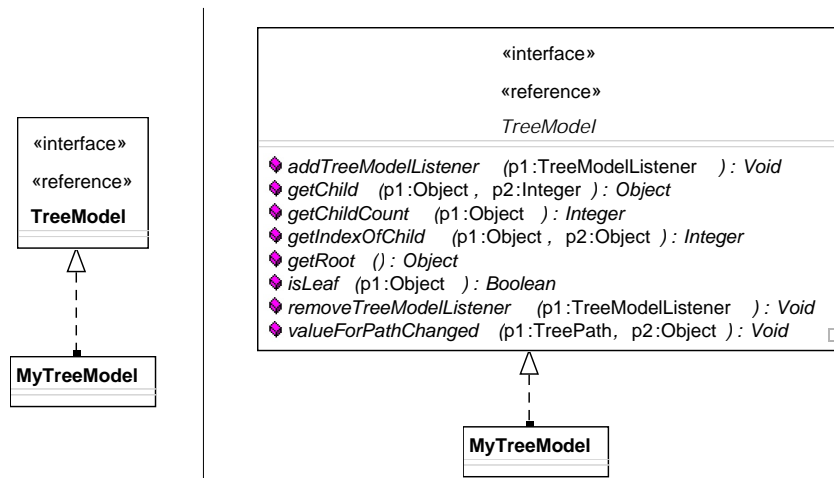 «interface»
«reference»
TreeModel
MyTreeModel
«interface»
«reference»
TreeModel
addTreeModelListener (p1:TreeModelListener ) : Void
getChild (p1:Object , p2:Integer ) : Object
getChildCount (p1:Object ) : Integer
getIndexOfChild (p1:Object , p2:Object ) : Integer
getRoot () : Object
isLeaf (p1:Object ) : Boolean
removeTreeModelListener (p1:TreeModelListener ) : Void
valueForPathChanged (p1:TreePath, p2:Object ) : Void
MyTreeModel